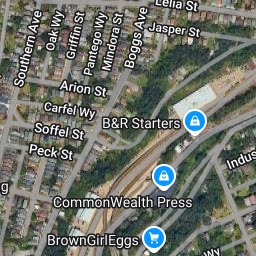 Lelia St
Southern Ave
Oak Wy
Griffin St
Pantego Wy
Mindora St
Boggs Ave
Jasper St
Arion St
Carfel Wy
B&R Starters
Soffel St
Peck St
Indus
CommonWealth Press
g
BrownGirlEggs
Wy